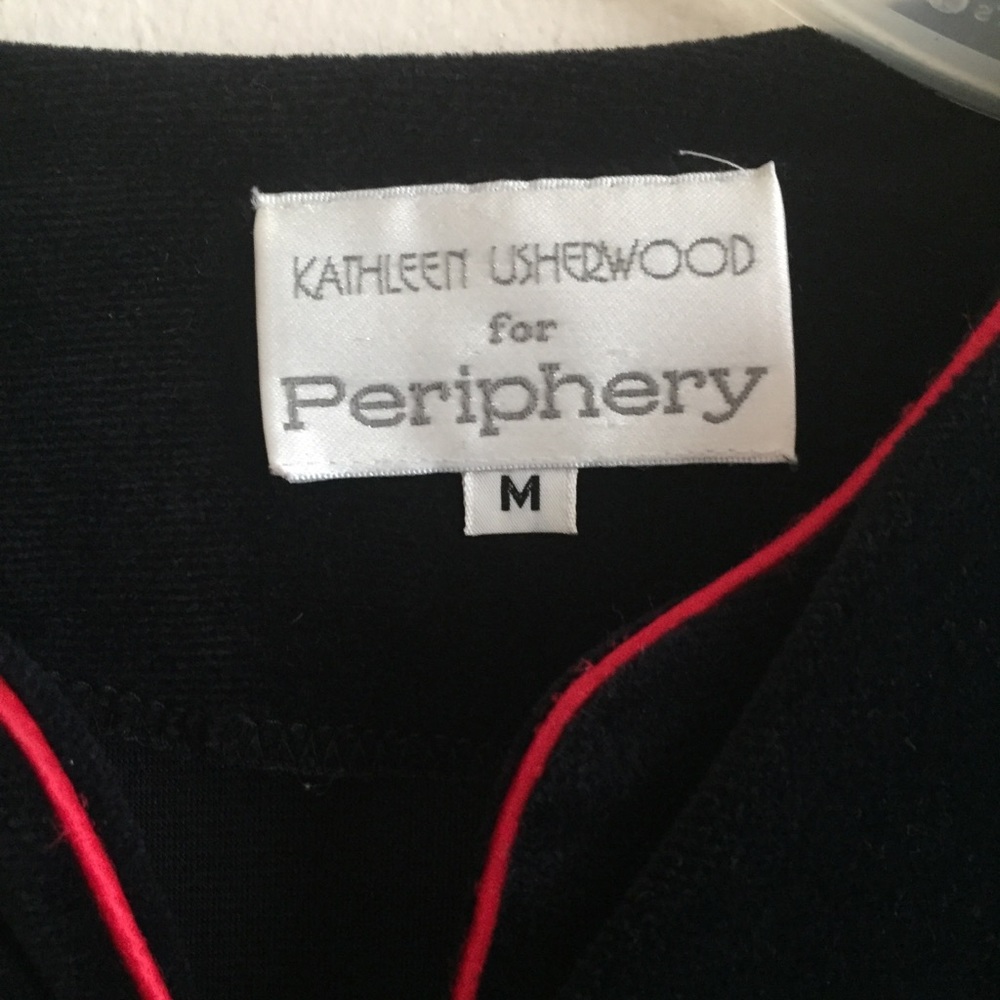 KATHLEEN USHERWOOD
for
Periphery
M